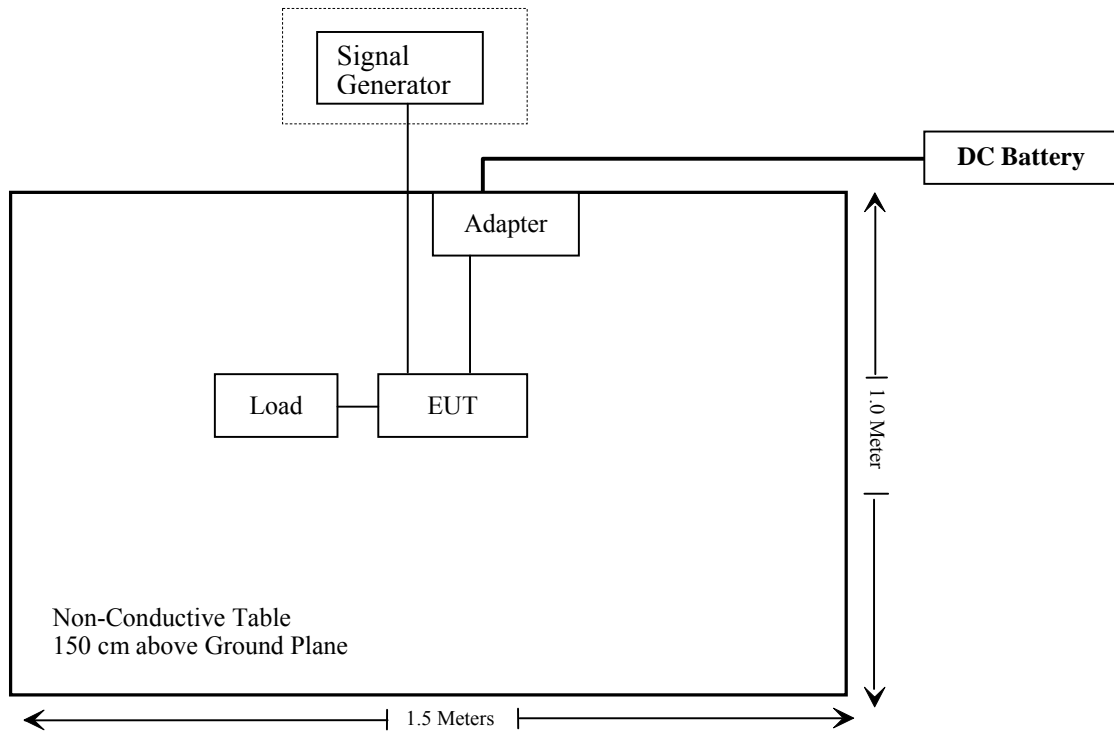 Signal
Generator
DC Battery
Adapter
Load
EUT
1.0 Meter
Non-Conductive Table
150 cm above Ground Plane
1.5 Meters